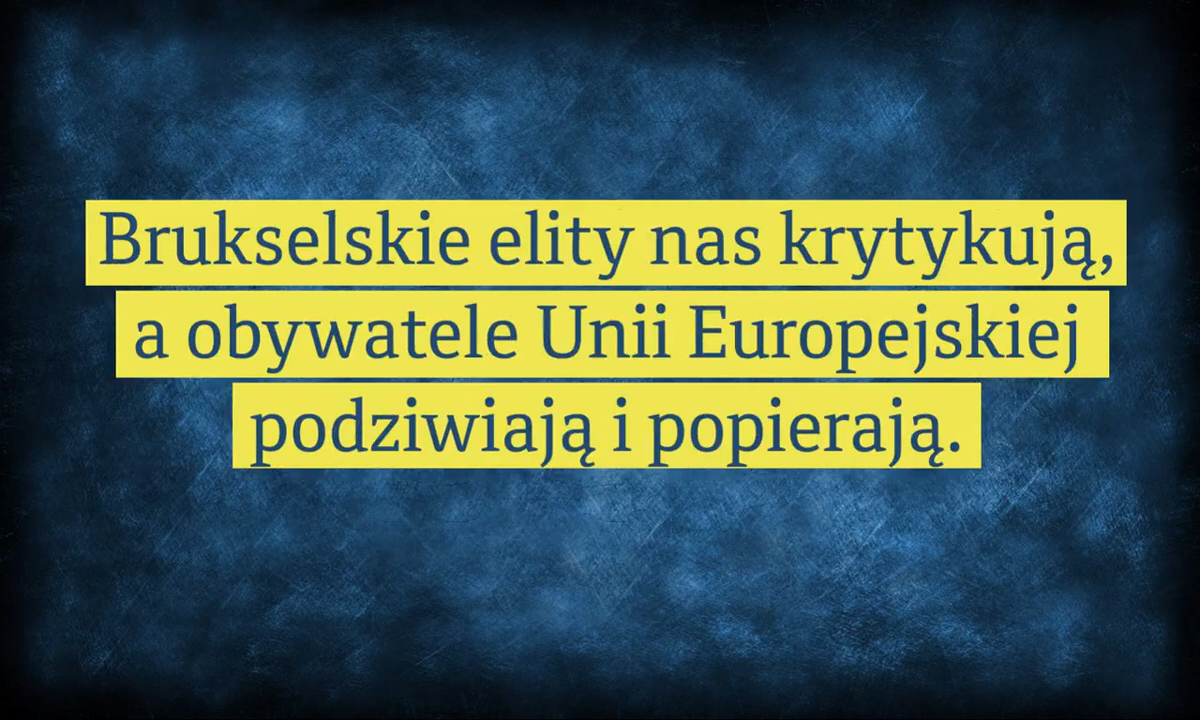 Brukselskie elity nas krytykują,
a obywatele Unii Europejskiej
podziwiają i popierają.